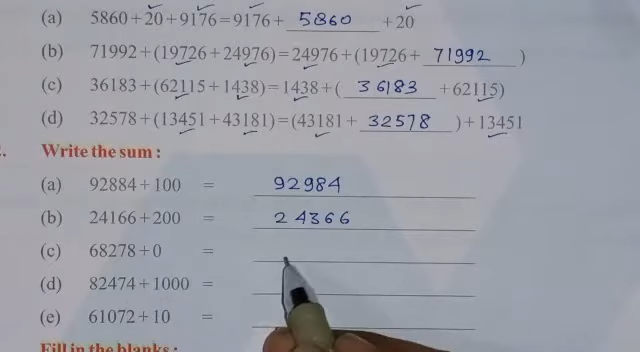 (a) 5860+20+9176=9176+ 5860 +20
(b) 71992+(19726+24976)=24976+(19726+ 71992 )
(c) 36183+(62115+1438)=1438+( 36183 +62115)
(d) 32578+(13451+43181)=(43181+ 32578 )+13451
Write the sum :
(a) 92884+100 = 92984
(b) 24166+200 = 24366
(c) 68278+0 =
(d) 82474+1000 =
(e) 61072+10 =
Fill in the blanks :